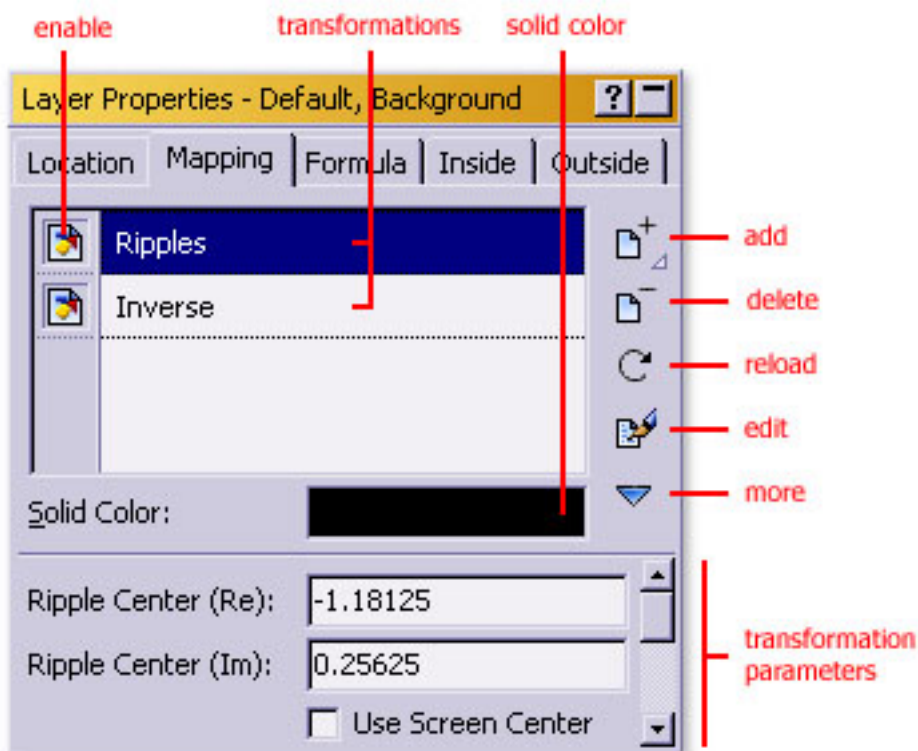 enable transformations solid color
Layer Properties - Default, Background ?
Location Mapping Formula Inside Outside
Ripples
Inverse
add
delete
reload
edit
more
Solid Color:
Ripple Center (Re): -1.18125
Ripple Center (Im): 0.25625
Use Screen Center
transformation
parameters